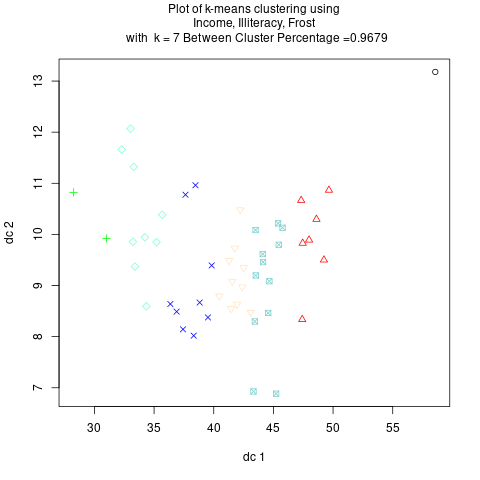 Plot of k-means clustering using
Income, Illiteracy, Frost
with k = 7 Between Cluster Percentage =0.9679
13
12
11
10
9
8
7
dc 2
30 35 40 45 50 55
dc 1